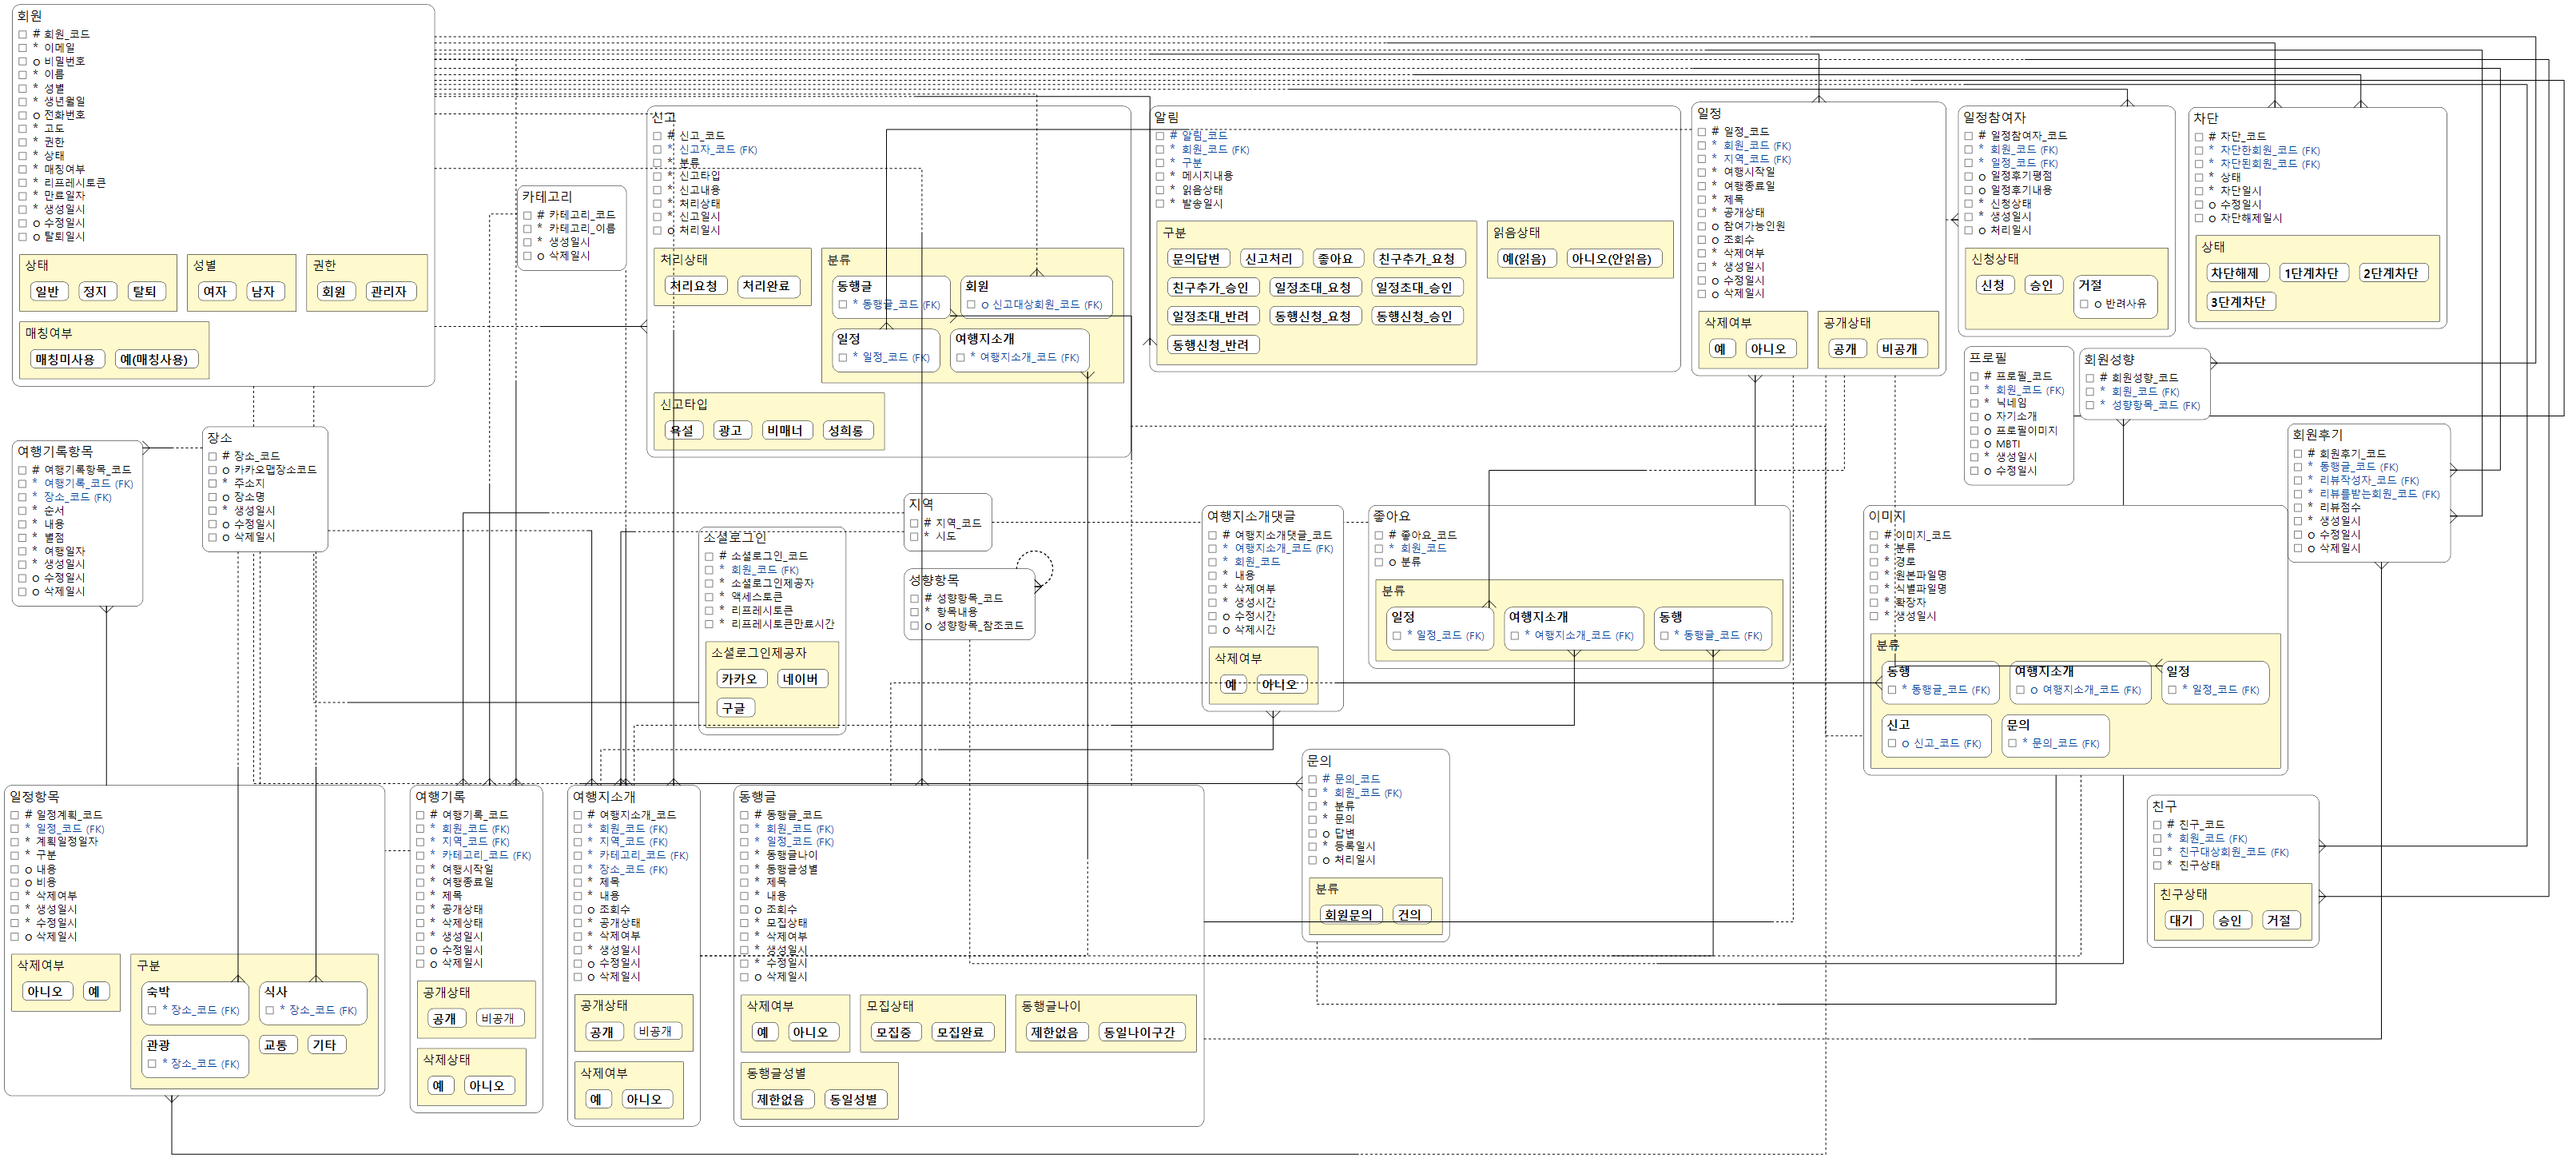 회원
# 회원_코드
* 이메일
o 비밀번호
* 이름
* 성별
* 생년월일
o 전화번호
* 고도
* 권한
* 상태
* 매칭여부
* 리프레시토큰
* 만료일자
* 생성일시
o 수정일시
o 탈퇴일시
상태
일반 정지 탈퇴
성별
여자 남자
권한
회원 관리자
매칭여부
매칭미사용 예(매칭사용)
카테고리
# 카테고리_코드
* 카테고리_이름
* 생성일시
o 삭제일시
신고
# 신고_코드
* 신고자_코드 (FK)
* 분류
* 신고타입
* 신고내용
* 처리상태
* 신고일시
o 처리일시
처리상태
처리요청 처리완료
분류
동행글
* 동행글_코드 (FK)
회원
o 신고대상회원_코드 (FK)
일정
* 일정_코드 (FK)
여행지소개
* 여행지소개_코드 (FK)
신고타입
욕설 광고 비매너 성희롱
알림
# 알림_코드
* 회원_코드 (FK)
* 구분
* 메시지내용
* 읽음상태
* 발송일시
구분
문의답변 신고처리 좋아요 친구추가_요청
친구추가_승인 일정초대_요청 일정초대_승인
일정초대_반려 동행신청_요청 동행신청_승인
동행신청_반려
읽음상태
예(읽음) 아니오(안읽음)
일정
# 일정_코드
* 회원_코드 (FK)
* 지역_코드 (FK)
* 여행시작일
* 여행종료일
* 제목
* 공개상태
o 참여가능인원
o 조회수
* 삭제여부
* 생성일시
o 수정일시
o 삭제일시
삭제여부
예 아니오
공개상태
공개 비공개
일정참여자
# 일정참여자_코드
* 회원_코드 (FK)
* 일정_코드 (FK)
o 일정후기평점
o 일정후기내용
* 신청상태
* 생성일시
o 처리일시
신청상태
신청 승인 거절
o 반려사유
차단
# 차단_코드
* 차단한회원_코드 (FK)
* 차단된회원_코드 (FK)
* 상태
* 차단일시
o 수정일시
o 차단해제일시
상태
차단해제 1단계차단 2단계차단
3단계차단
프로필
# 프로필_코드
* 회원_코드 (FK)
* 닉네임
o 자기소개
o 프로필이미지
o MBTI
* 생성일시
o 수정일시
회원성향
# 회원성향_코드
* 회원_코드 (FK)
* 성향항목_코드 (FK)
회원후기
# 회원후기_코드
* 동행글_코드 (FK)
* 리뷰작성자_코드 (FK)
* 리뷰를받는회원_코드 (FK)
* 리뷰점수
* 생성일시
o 수정일시
o 삭제일시
여행기록항목
# 여행기록항목_코드
* 여행기록_코드 (FK)
* 장소_코드 (FK)
* 순서
* 내용
* 별점
* 여행일자
* 생성일시
o 수정일시
o 삭제일시
장소
# 장소_코드
o 카카오맵장소코드
* 주소지
o 장소명
* 생성일시
o 수정일시
o 삭제일시
소셜로그인
# 소셜로그인_코드
* 회원_코드 (FK)
* 소셜로그인제공자
* 액세스토큰
* 리프레시토큰
* 리프레시토큰만료시간
소셜로그인제공자
카카오 네이버
구글
지역
# 지역_코드
* 시도
성향항목
# 성향항목_코드
* 항목내용
o 성향항목_참조코드
여행지소개댓글
# 여행지소개댓글_코드
* 여행지소개_코드 (FK)
* 회원_코드
* 내용
* 삭제여부
* 생성시간
o 수정시간
o 삭제시간
삭제여부
예 아니오
좋아요
# 좋아요_코드
* 회원_코드
o 분류
분류
일정
* 일정_코드 (FK)
여행지소개
* 여행지소개_코드 (FK)
동행
* 동행글_코드 (FK)
이미지
# 이미지_코드
* 분류
* 경로
* 원본파일명
* 식별파일명
* 확장자
* 생성일시
분류
동행
* 동행글_코드 (FK)
여행지소개
o 여행지소개_코드 (FK)
일정
* 일정_코드 (FK)
신고
o 신고_코드 (FK)
문의
* 문의_코드 (FK)
일정항목
# 일정계획_코드
* 일정_코드 (FK)
* 계획일정일자
* 구분
o 내용
o 비용
* 삭제여부
* 생성일시
* 수정일시
o 삭제일시
삭제여부
아니오 예
구분
숙박
* 장소_코드 (FK)
식사
* 장소_코드 (FK)
관광
* 장소_코드 (FK)
교통 기타
여행기록
# 여행기록_코드
* 회원_코드 (FK)
* 지역_코드 (FK)
* 카테고리_코드 (FK)
* 여행시작일
* 여행종료일
* 제목
* 공개상태
* 삭제상태
* 생성일시
o 수정일시
o 삭제일시
공개상태
공개 비공개
삭제상태
예 아니오
여행지소개
# 여행지소개_코드
* 회원_코드 (FK)
* 지역_코드 (FK)
* 카테고리_코드 (FK)
* 장소_코드 (FK)
* 제목
* 내용
o 조회수
* 공개상태
* 삭제여부
* 생성일시
o 수정일시
o 삭제일시
공개상태
공개 비공개
삭제여부
예 아니오
동행글
# 동행글_코드
* 회원_코드 (FK)
* 일정_코드 (FK)
* 동행글나이
* 동행글성별
* 제목
* 내용
o 조회수
* 모집상태
* 삭제여부
* 생성일시
* 수정일시
o 삭제일시
삭제여부
예 아니오
모집상태
모집중 모집완료
동행글나이
제한없음 동일나이구간
동행글성별
제한없음 동일성별
문의
# 문의_코드
* 회원_코드 (FK)
* 분류
* 문의
o 답변
* 등록일시
o 처리일시
분류
회원문의 건의
친구
# 친구_코드
* 회원_코드 (FK)
* 친구대상회원_코드 (FK)
* 친구상태
친구상태
대기 승인 거절